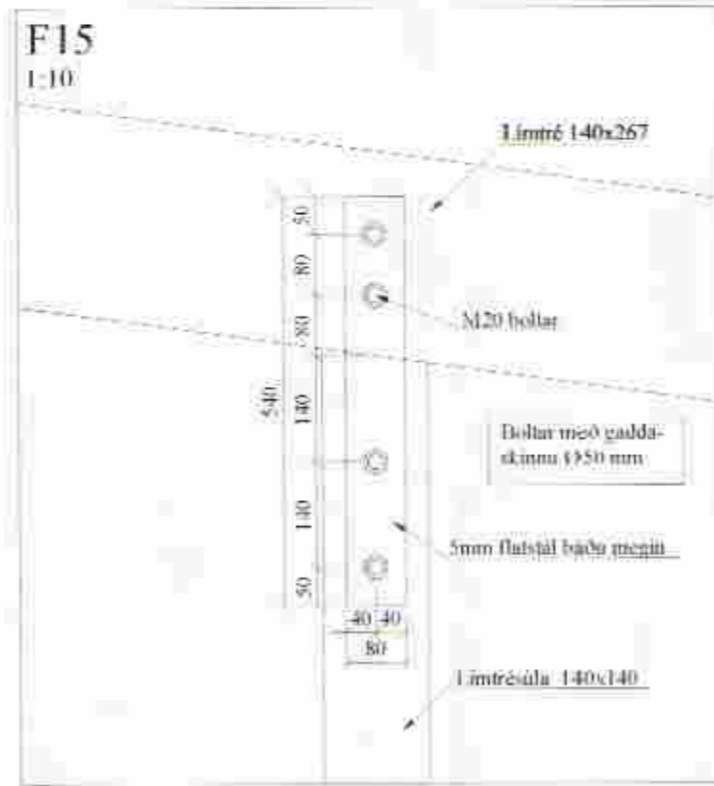 F15
1:10
Límtré 140x267
50
80
M20 boltar
80
540
140
Boltar með gadda-
skinnu Ø50 mm
140
5mm flatstál báðu megin
50
40 40
80
Límtrésúla 140x140